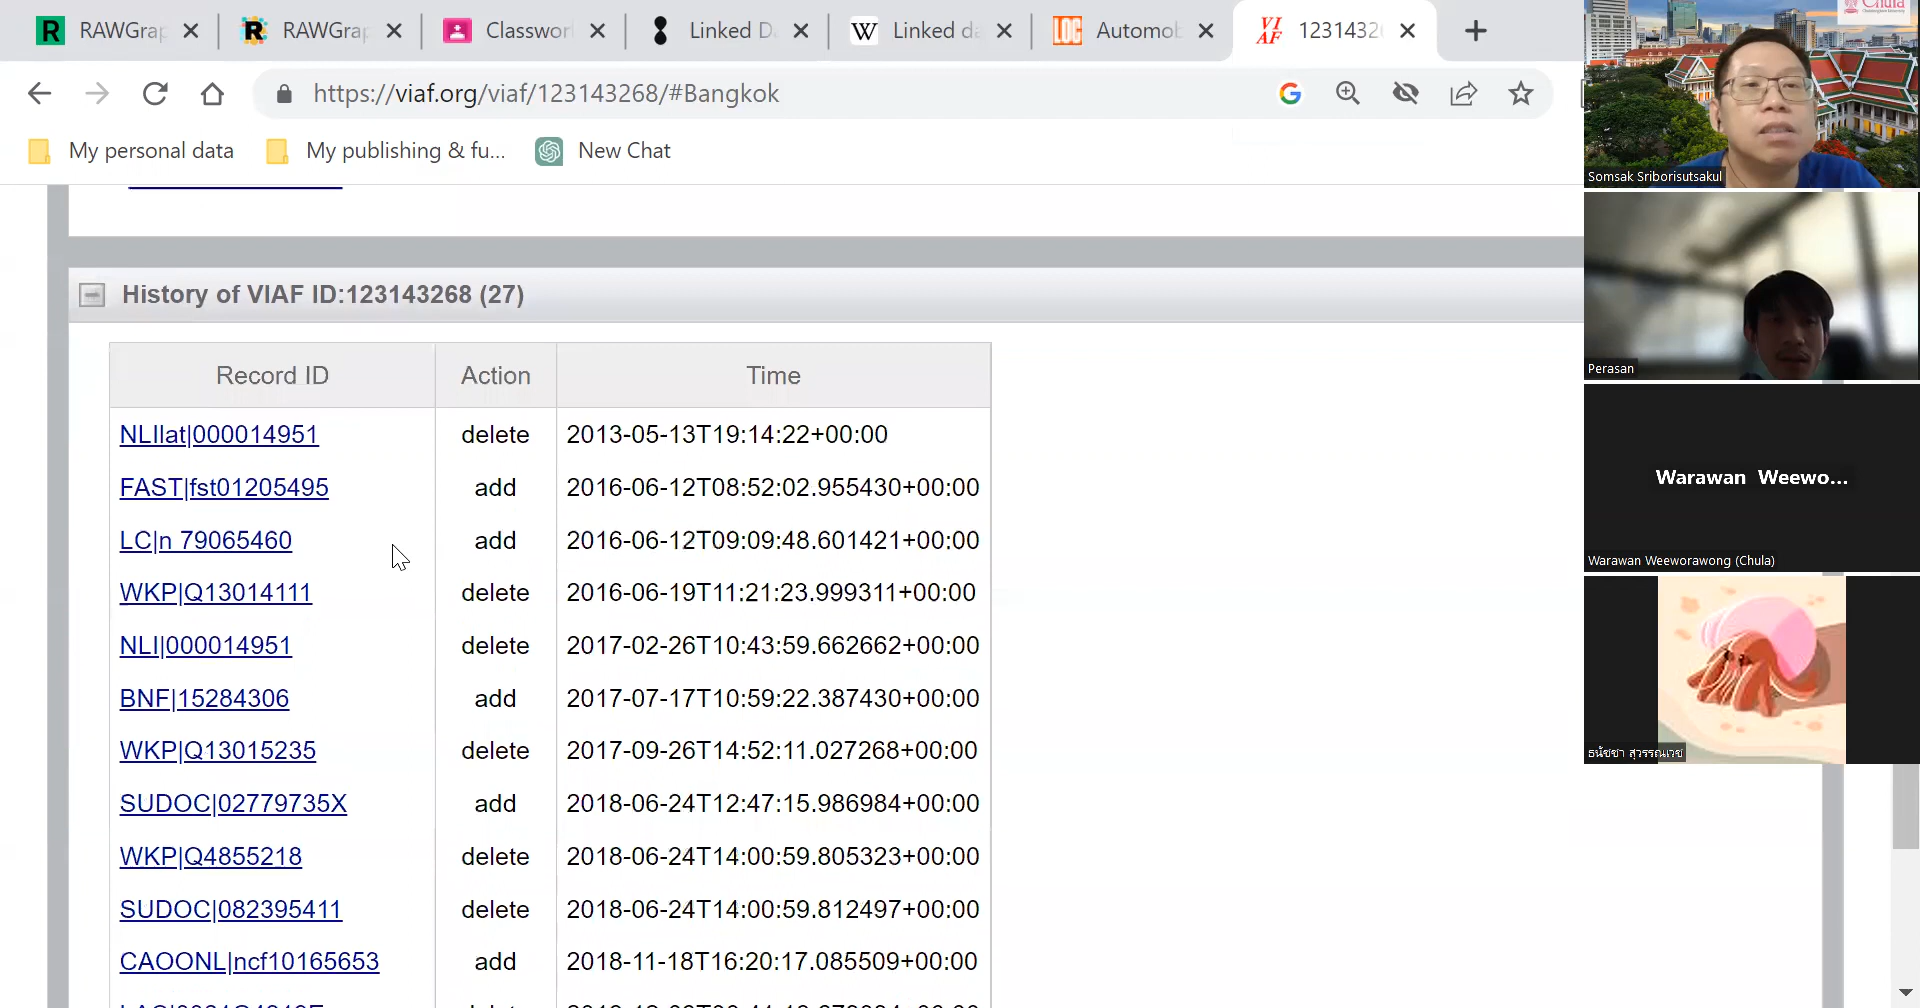 RAWGrap
RAWGrap
Classwor
Linked Da
Linked da
LOC
Automob
VI
AF
1231432
https://viaf.org/viaf/123143268/#Bangkok
My personal data
My publishing & fu...
New Chat
History of VIAF ID:123143268 (27)
Record ID Action Time
NLIlat|000014951 delete 2013-05-13T19:14:22+00:00
FAST|fst01205495 add 2016-06-12T08:52:02.955430+00:00
LC|n 79065460 add 2016-06-12T09:09:48.601421+00:00
WKP|Q13014111 delete 2016-06-19T11:21:23.999311+00:00
NLI|000014951 delete 2017-02-26T10:43:59.662662+00:00
BNF|15284306 add 2017-07-17T10:59:22.387430+00:00
WKP|Q13015235 delete 2017-09-26T14:52:11.027268+00:00
SUDOC|02779735X add 2018-06-24T12:47:15.986984+00:00
WKP|Q4855218 delete 2018-06-24T14:00:59.805323+00:00
SUDOC|082395411 delete 2018-06-24T14:00:59.812497+00:00
CAOONL|ncf10165653 add 2018-11-18T16:20:17.085509+00:00
Chula
Somsak Sriborisutsakul
Perasan
Warawan Weewo...
Warawan Weeworawong (Chula)
ธนัชชา สุวรรณเวช